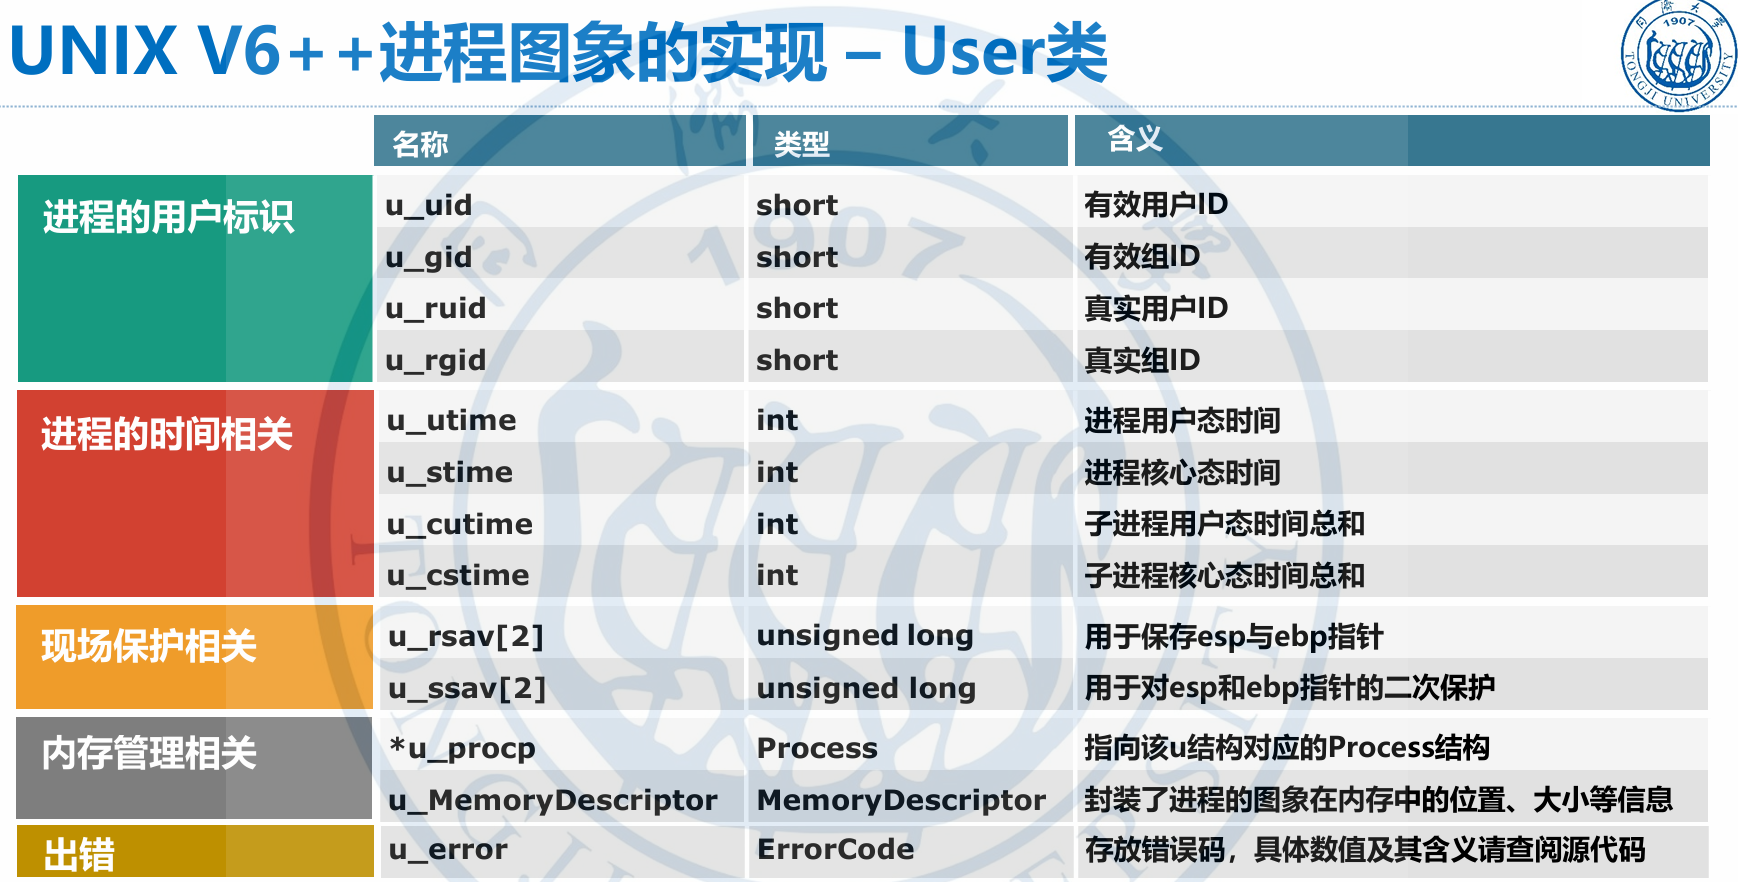 UNIX V6++进程图象的实现 – User类
同济大学
1907
TONGJI UNIVERSITY
名称 类型 含义
进程的用户标识 u_uid short 有效用户ID
u_gid short 有效组ID
u_ruid short 真实用户ID
u_rgid short 真实组ID
进程的时间相关 u_utime int 进程用户态时间
u_stime int 进程核心态时间
u_cutime int 子进程用户态时间总和
u_cstime int 子进程核心态时间总和
现场保护相关 u_rsav[2] unsigned long 用于保存esp与ebp指针
u_ssav[2] unsigned long 用于对esp和ebp指针的二次保护
内存管理相关 *u_procp Process 指向该u结构对应的Process结构
u_MemoryDescriptor MemoryDescriptor 封装了进程的图象在内存中的位置、大小等信息
出错 u_error ErrorCode 存放错误码，具体数值及其含义请查阅源代码